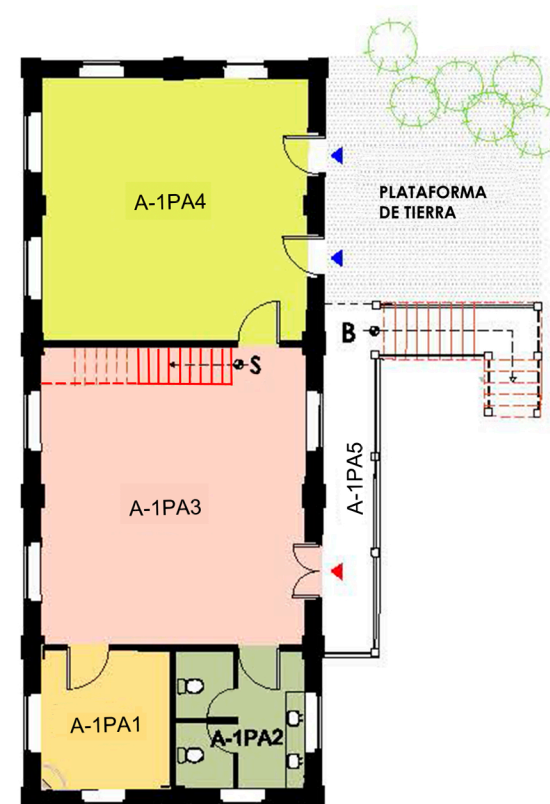 A-1PA4
PLATAFORMA
DE TIERRA
B
S
A-1PA3
A-1PA5
A-1PA1
A-1PA2